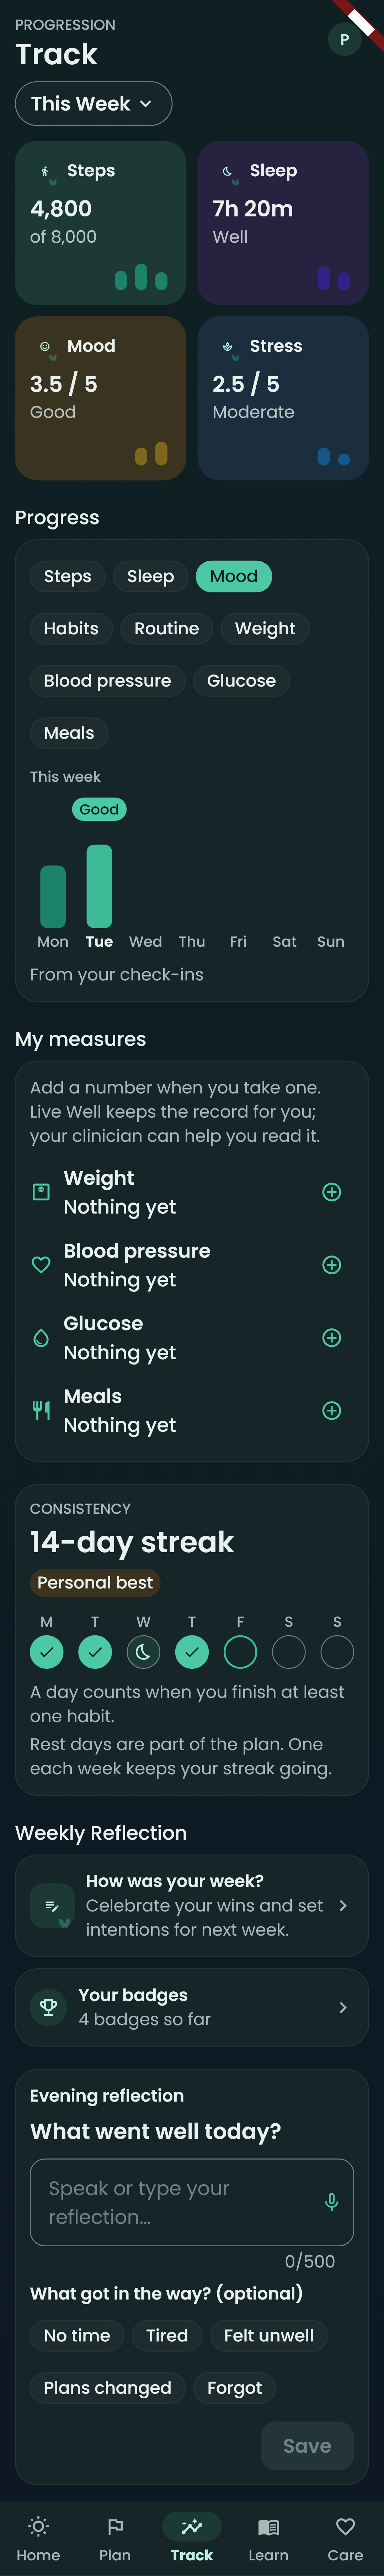 PROGRESSION
Track
P
This Week
Steps
4,800
of 8,000
Sleep
7h 20m
Well
Mood
3.5 / 5
Good
Stress
2.5 / 5
Moderate
Progress
Steps
Sleep
Mood
Habits
Routine
Weight
Blood pressure
Glucose
Meals
This week
Good
Mon Tue Wed Thu Fri Sat Sun
From your check-ins
My measures
Add a number when you take one.
Live Well keeps the record for you;
your clinician can help you read it.
Weight
Nothing yet
Blood pressure
Nothing yet
Glucose
Nothing yet
Meals
Nothing yet
CONSISTENCY
14-day streak
Personal best
M T W T F S S
A day counts when you finish at least
one habit.
Rest days are part of the plan. One
each week keeps your streak going.
Weekly Reflection
How was your week?
Celebrate your wins and set
intentions for next week.
Your badges
4 badges so far
Evening reflection
What went well today?
Speak or type your
reflection...
0/500
What got in the way? (optional)
No time
Tired
Felt unwell
Plans changed
Forgot
Save
Home Plan Track Learn Care